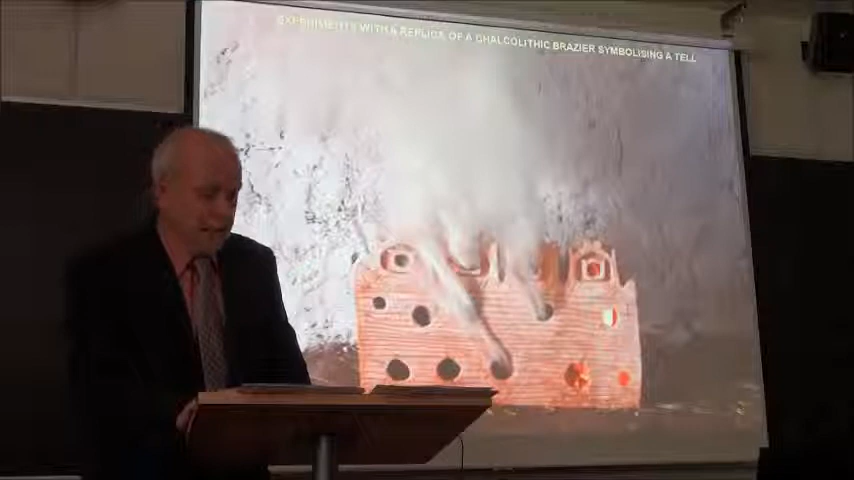 EXPERIMENTS WITH A REPLICA OF A CHALCOLITHIC BRAZIER SYMBOLISING A TELL